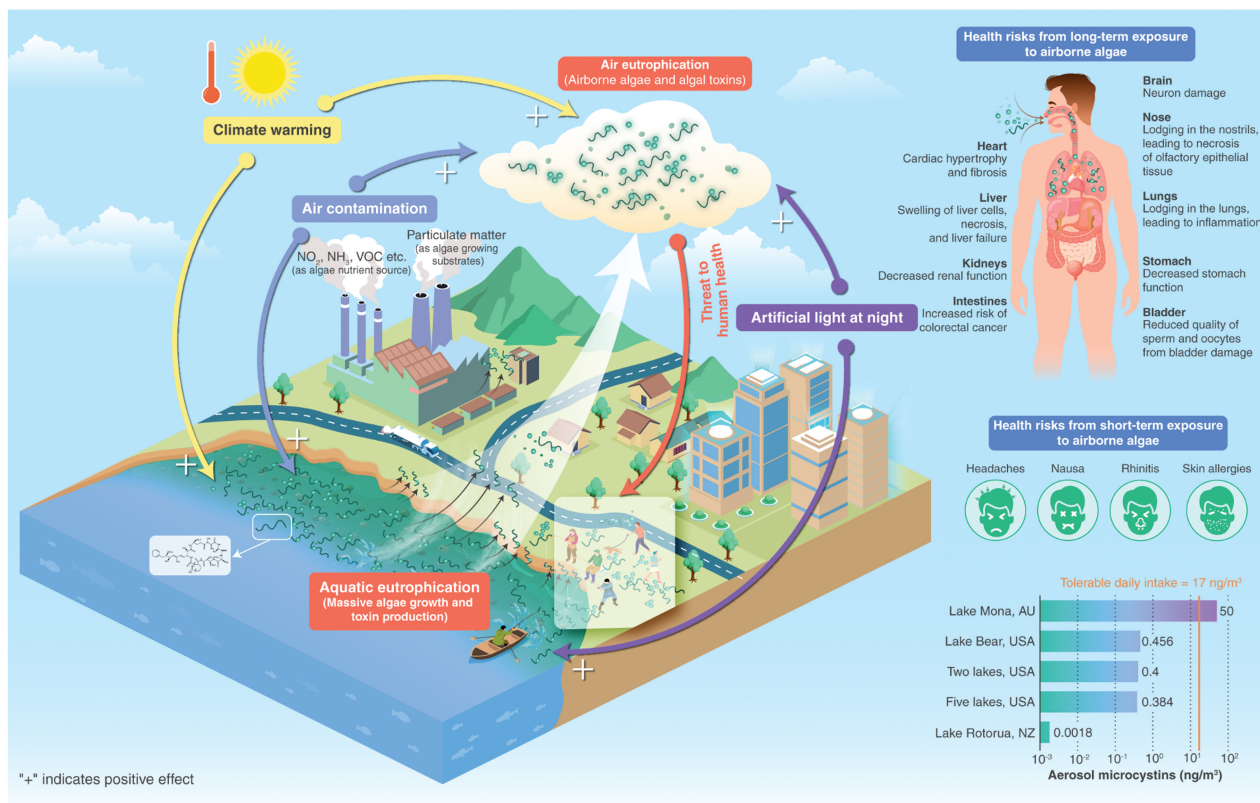 Air eutrophication
(Airborne algae and algal toxins)
Climate warming
Air contamination
NO2, NH3, VOC etc.
(as algae nutrient source)
Particulate matter
(as algae growing
substrates)
Threat to
human health
Artificial light at night
Aquatic eutrophication
(Massive algae growth and
toxin production)
"+" indicates positive effect
+
+
+
+
+
+
Health risks from long-term exposure
to airborne algae
Brain
Neuron damage
Nose
Lodging in the nostrils,
leading to necrosis
of olfactory epithelial
tissue
Heart
Cardiac hypertrophy
and fibrosis
Liver
Swelling of liver cells,
necrosis,
and liver failure
Lungs
Lodging in the lungs,
leading to inflammation
Kidneys
Decreased renal function
Stomach
Decreased stomach
function
Intestines
Increased risk of
colorectal cancer
Bladder
Reduced quality of
sperm and oocytes
from bladder damage
Health risks from short-term exposure
to airborne algae
Headaches
Nausa
Rhinitis
Skin allergies
Tolerable daily intake = 17 ng/m³
Lake Mona, AU
50
Lake Bear, USA
0.456
Two lakes, USA
0.4
Five lakes, USA
0.384
Lake Rotorua, NZ
0.0018
10⁻³ 10⁻² 10⁻¹ 10⁰ 10¹ 10²
Aerosol microcystins (ng/m³)